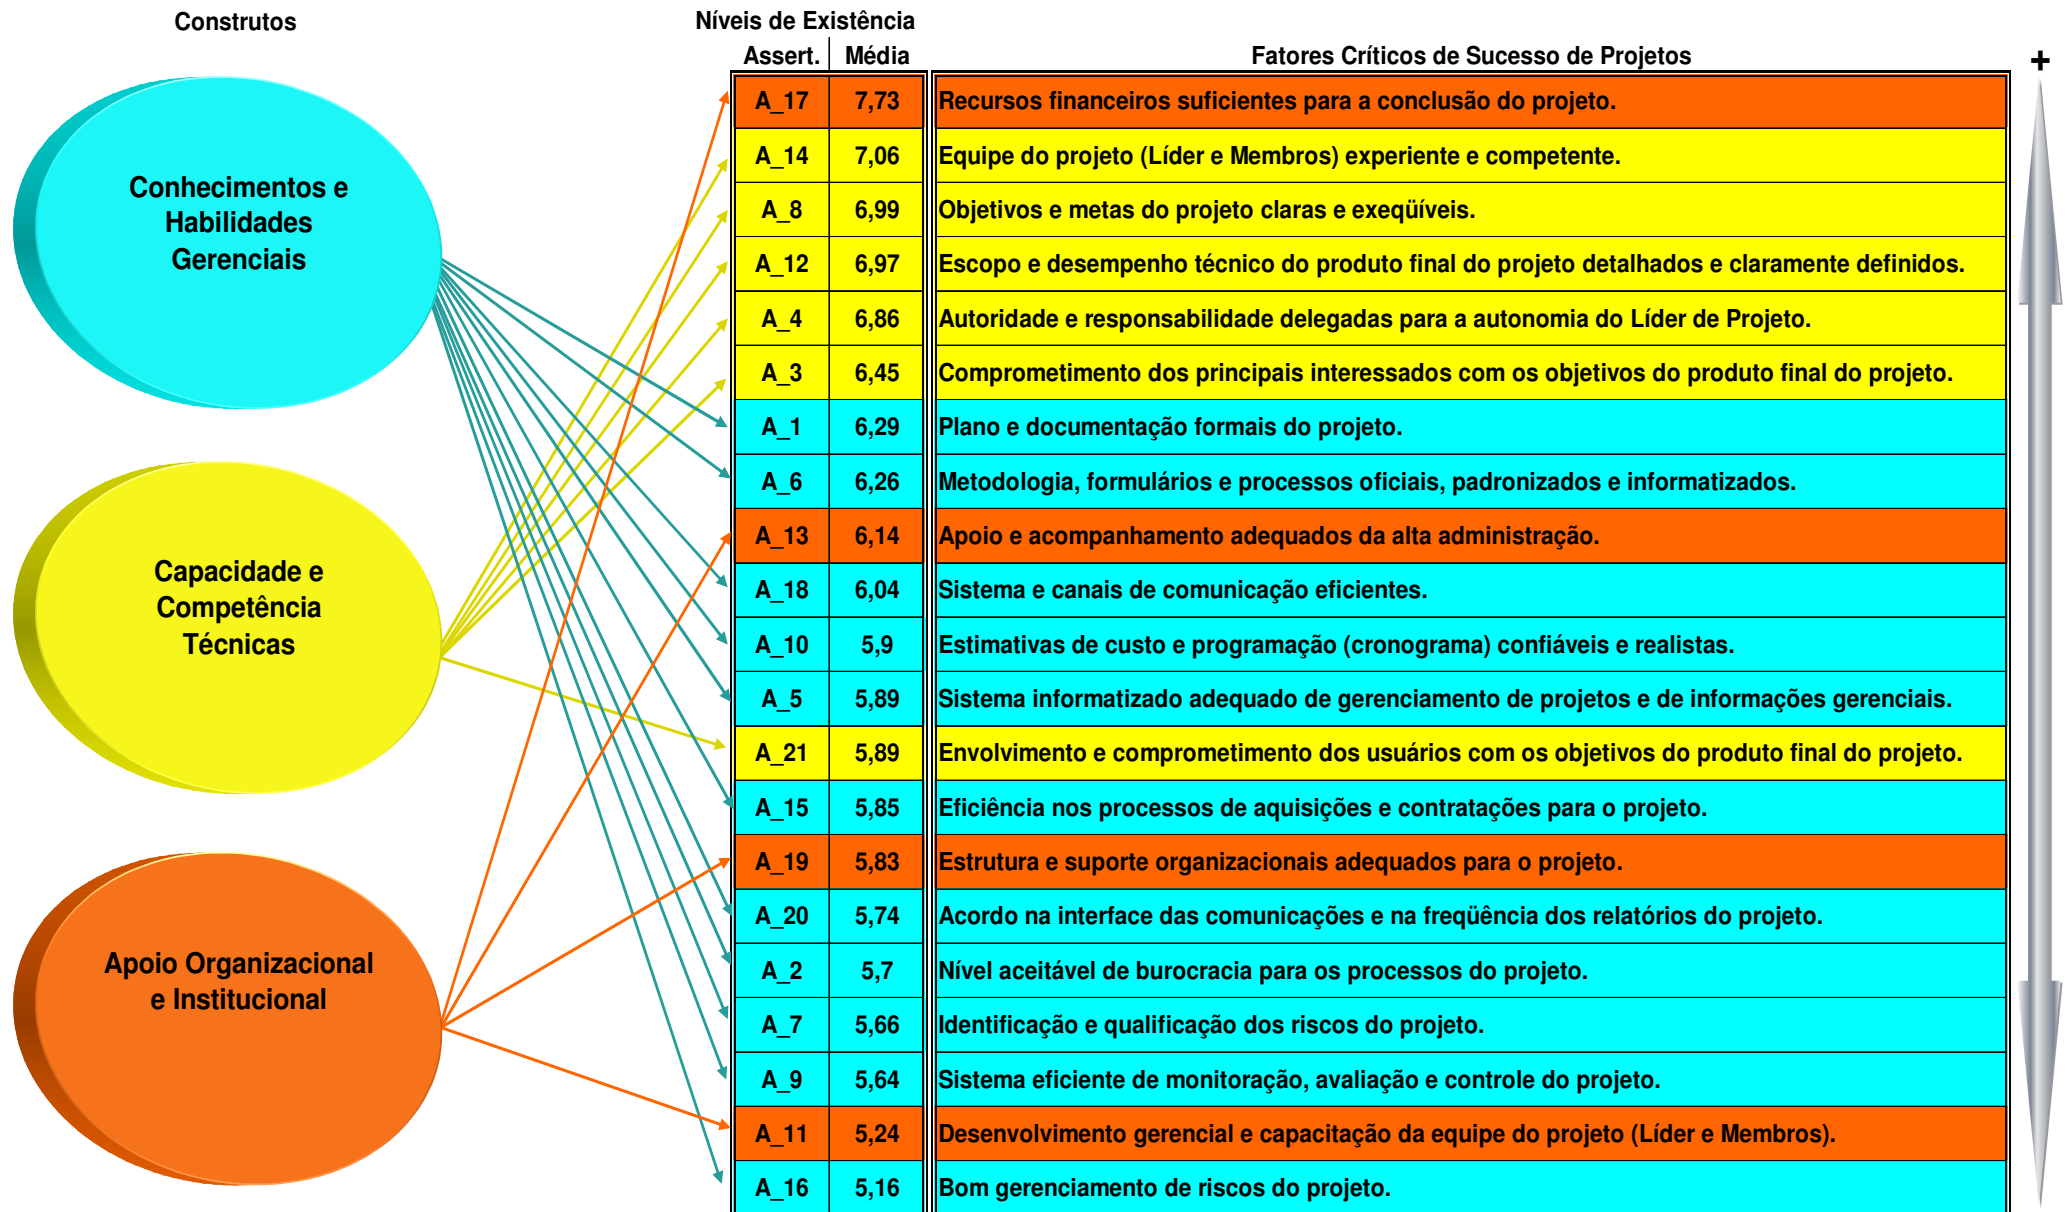 Construtos
Níveis de Existência
Assert. Média Fatores Críticos de Sucesso de Projetos +
Conhecimentos e
Habilidades
Gerenciais
Capacidade e
Competência
Técnicas
Apoio Organizacional
e Institucional
A_17 7,73 Recursos financeiros suficientes para a conclusão do projeto.
A_14 7,06 Equipe do projeto (Líder e Membros) experiente e competente.
A_8 6,99 Objetivos e metas do projeto claras e exeqüíveis.
A_12 6,97 Escopo e desempenho técnico do produto final do projeto detalhados e claramente definidos.
A_4 6,86 Autoridade e responsabilidade delegadas para a autonomia do Líder de Projeto.
A_3 6,45 Comprometimento dos principais interessados com os objetivos do produto final do projeto.
A_1 6,29 Plano e documentação formais do projeto.
A_6 6,26 Metodologia, formulários e processos oficiais, padronizados e informatizados.
A_13 6,14 Apoio e acompanhamento adequados da alta administração.
A_18 6,04 Sistema e canais de comunicação eficientes.
A_10 5,9 Estimativas de custo e programação (cronograma) confiáveis e realistas.
A_5 5,89 Sistema informatizado adequado de gerenciamento de projetos e de informações gerenciais.
A_21 5,89 Envolvimento e comprometimento dos usuários com os objetivos do produto final do projeto.
A_15 5,85 Eficiência nos processos de aquisições e contratações para o projeto.
A_19 5,83 Estrutura e suporte organizacionais adequados para o projeto.
A_20 5,74 Acordo na interface das comunicações e na freqüência dos relatórios do projeto.
A_2 5,7 Nível aceitável de burocracia para os processos do projeto.
A_7 5,66 Identificação e qualificação dos riscos do projeto.
A_9 5,64 Sistema eficiente de monitoração, avaliação e controle do projeto.
A_11 5,24 Desenvolvimento gerencial e capacitação da equipe do projeto (Líder e Membros).
A_16 5,16 Bom gerenciamento de riscos do projeto.